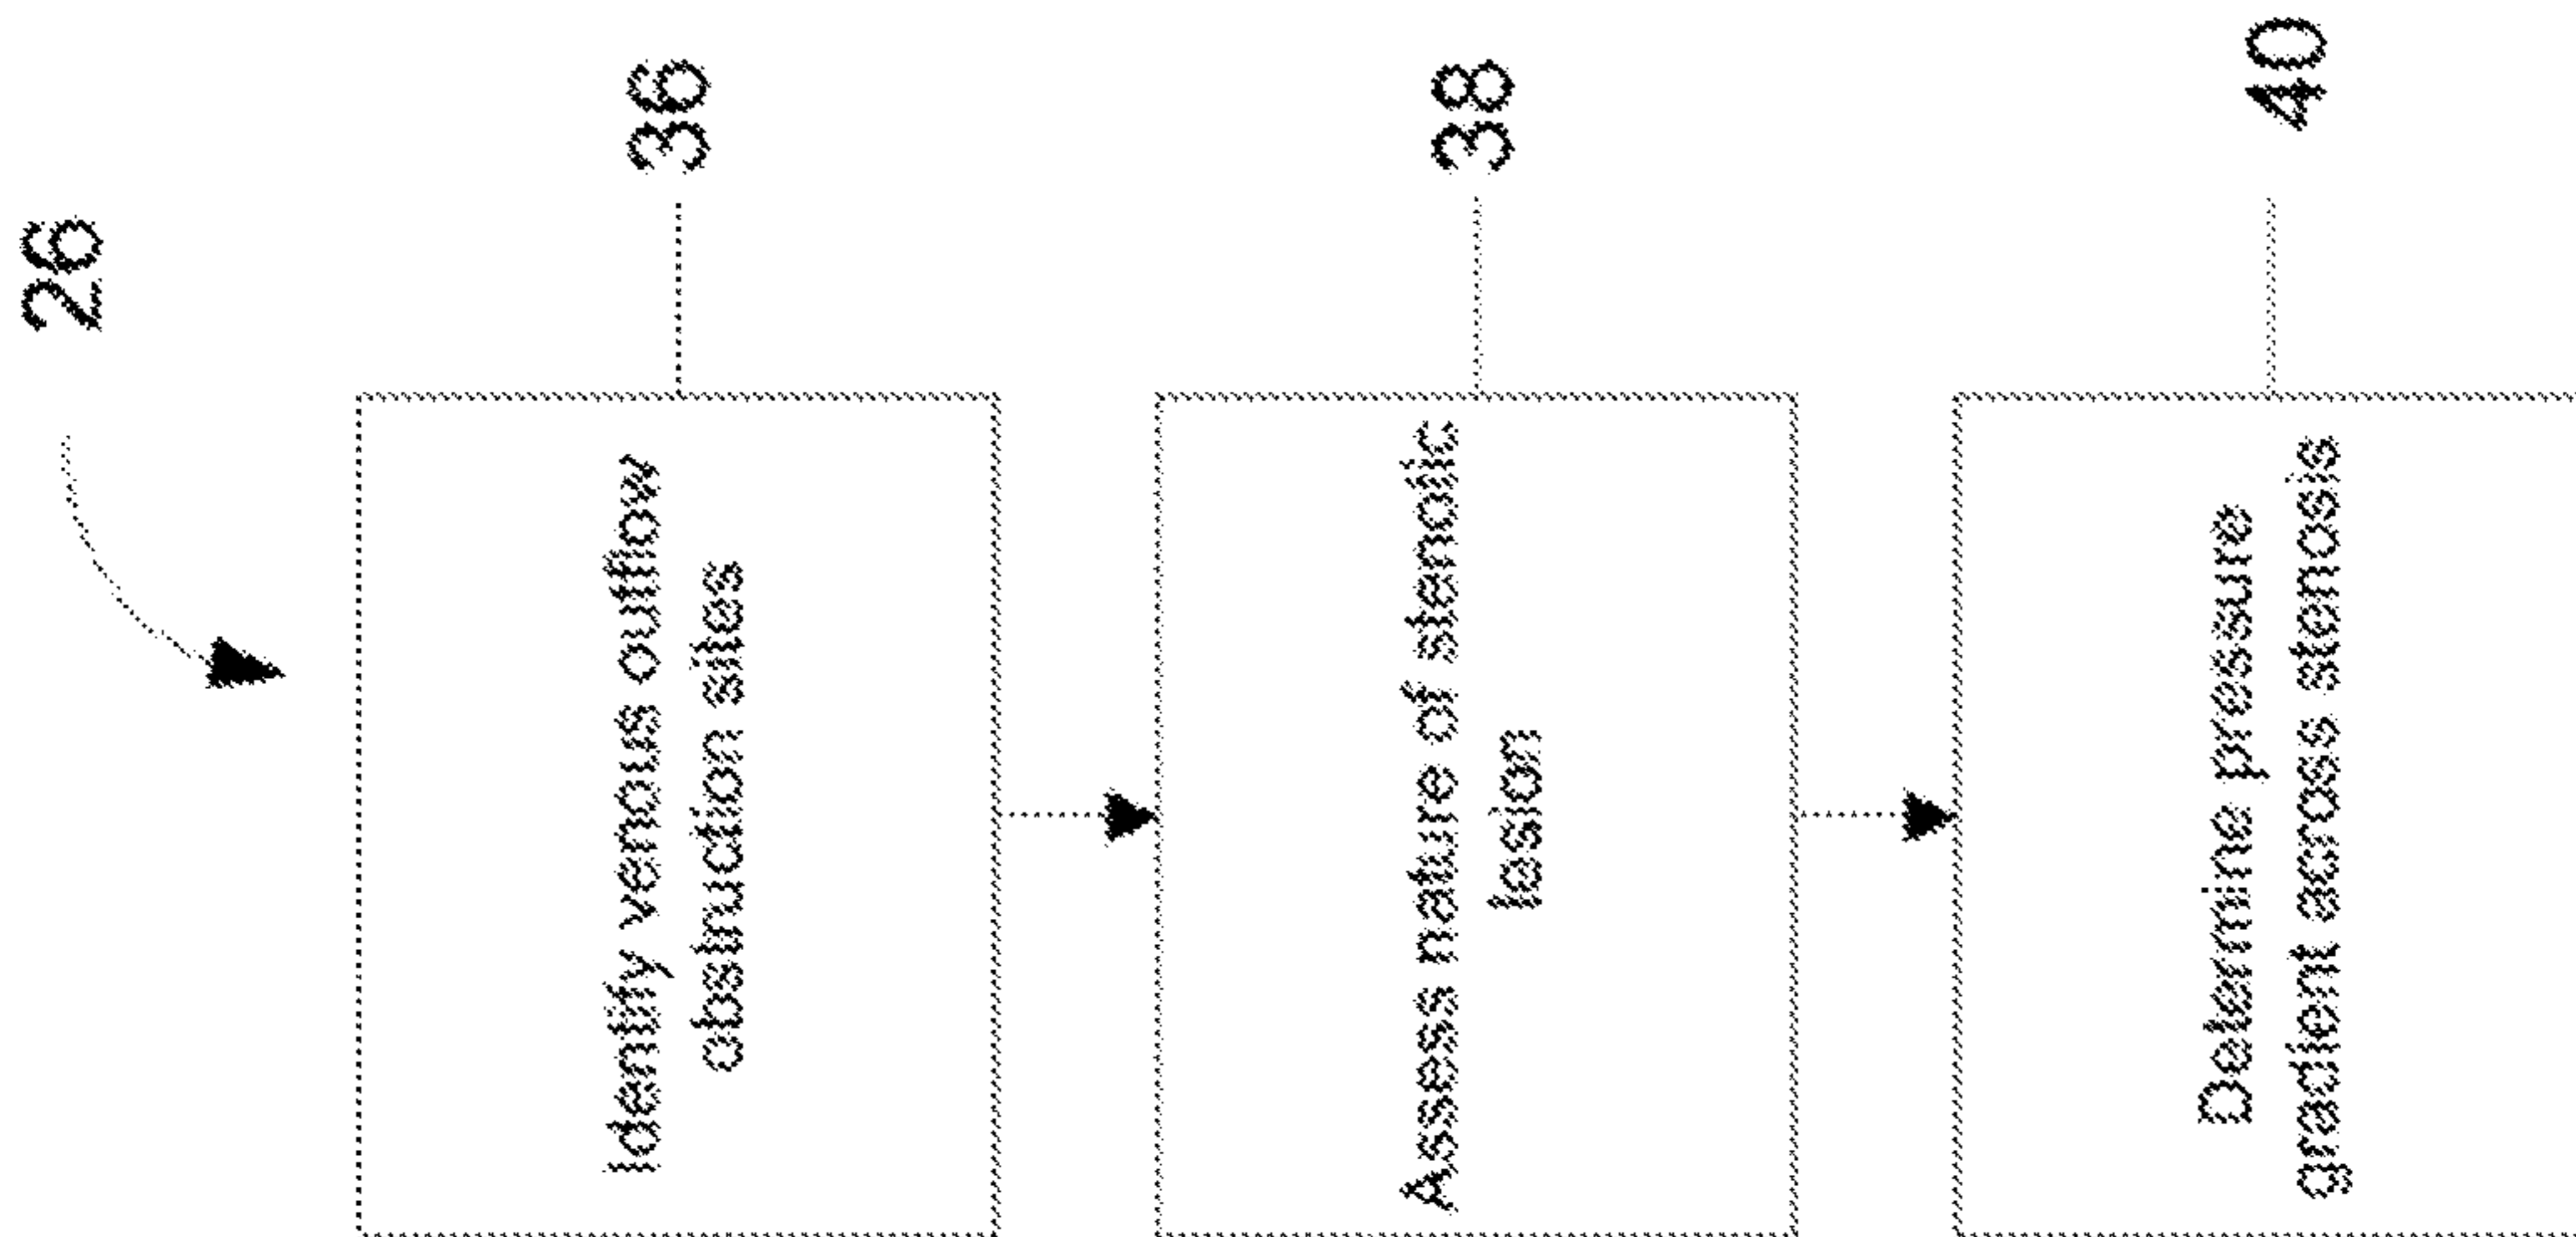 26
Identify venous outflow
obstruction sites
36
Assess nature of stenotic
lesion
38
Determine pressure
gradient across stenosis
40